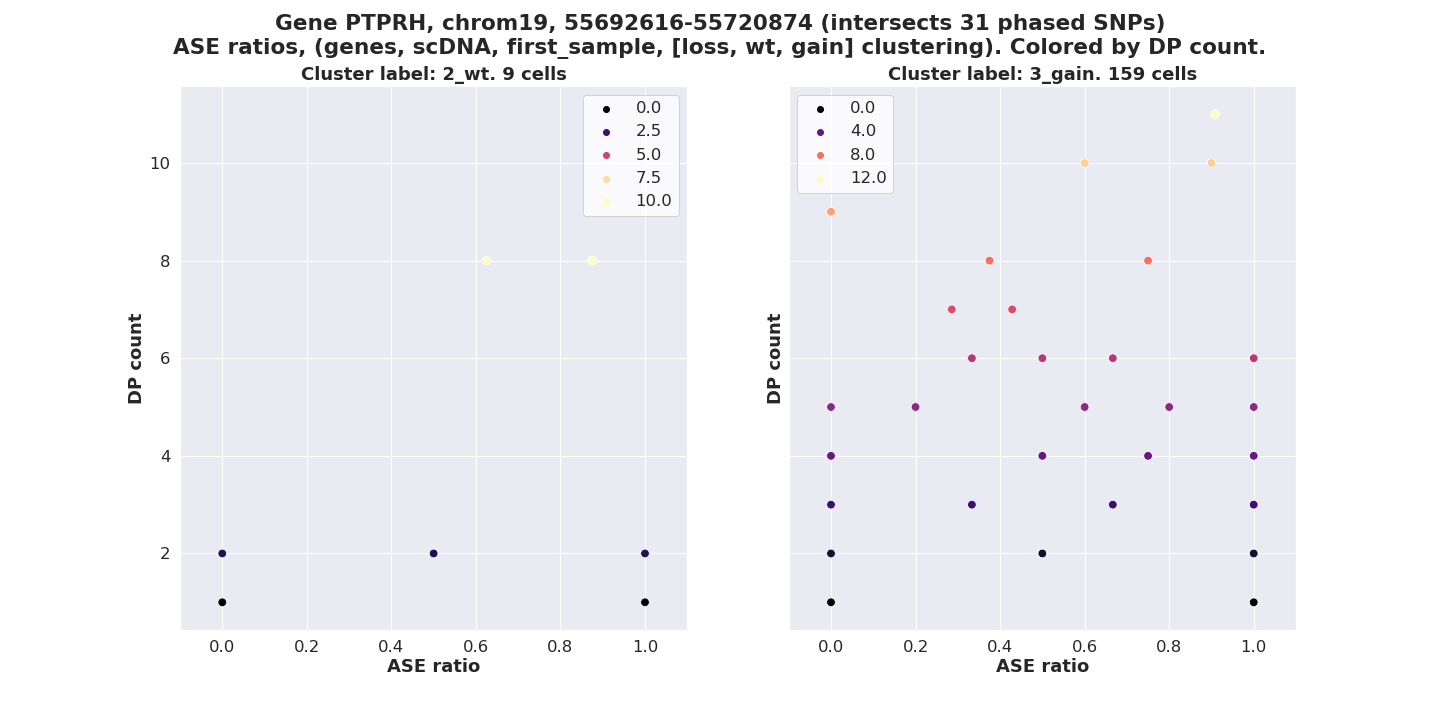 Gene PTPRH, chrom19, 55692616-55720874 (intersects 31 phased SNPs)
ASE ratios, (genes, scDNA, first_sample, [loss, wt, gain] clustering). Colored by DP count.
Cluster label: 2_wt. 9 cells
0.0
2.5
5.0
7.5
10.0
10
8
6
4
2
DP count
0.0 0.2 0.4 0.6 0.8 1.0
ASE ratio
Cluster label: 3_gain. 159 cells
0.0
4.0
8.0
12.0
DP count
0.0 0.2 0.4 0.6 0.8 1.0
ASE ratio